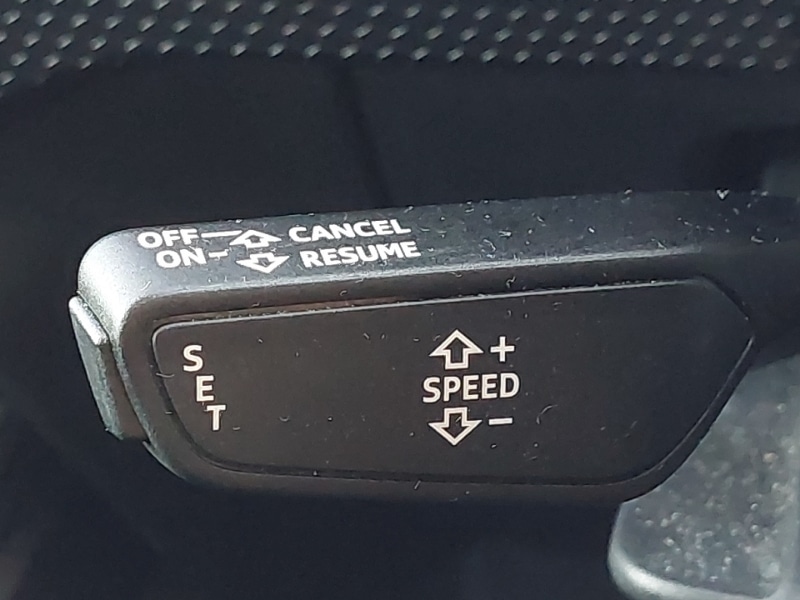 OFF CANCEL
ON RESUME
SET
+
SPEED
-